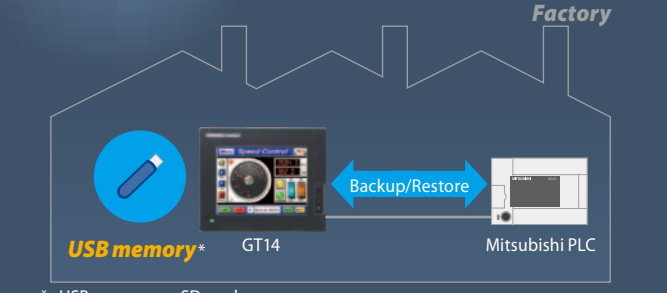 Factory
Speed Control
MITSUBISHI
Backup/Restore
USB memory*
GT14
Mitsubishi PLC